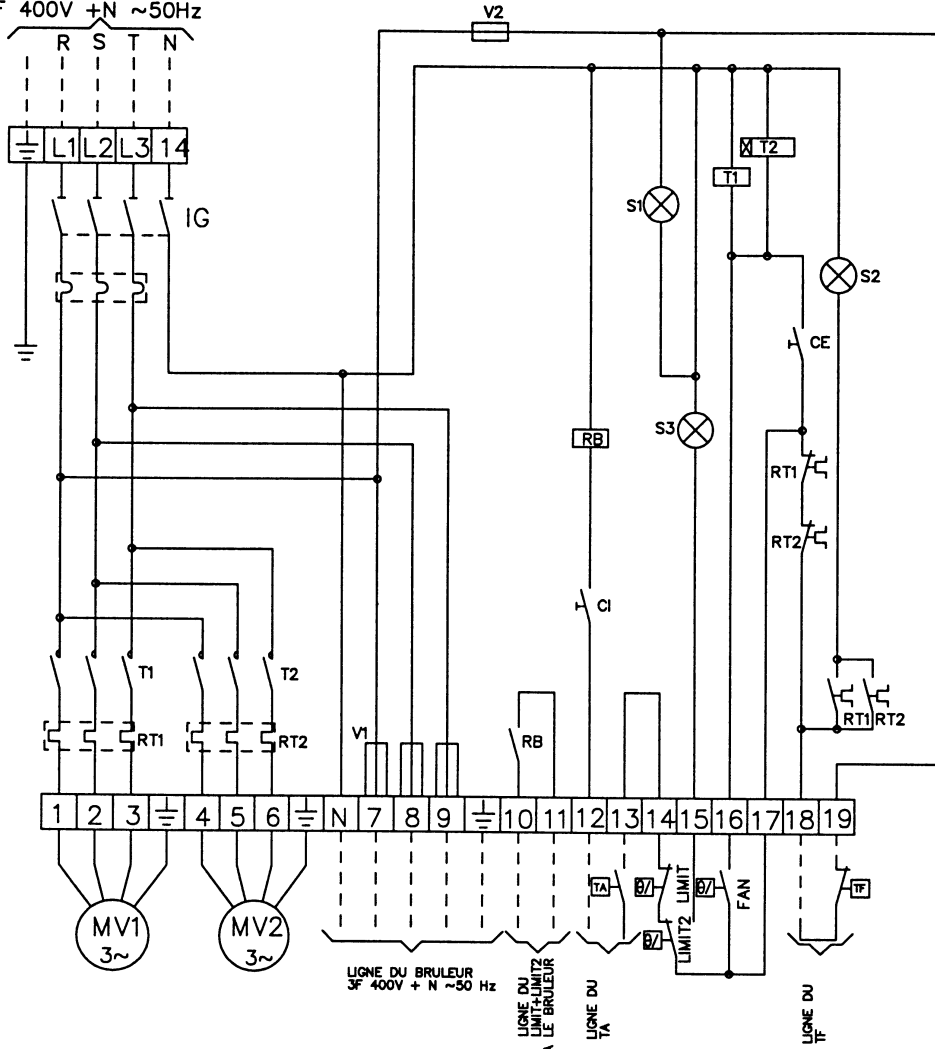 F 400V +N ~50Hz
V2
R S T N
L1 L2 L3 14
X T2
T1
IG
S1
S2
CE
S3
RB
RT1
RT2
CI
T1
T2
RT1 RT2
RT1
RT2
V1
RB
1 2 3 4 5 6 N 7 8 9 10 11 12 13 14 15 16 17 18 19
TA
θ/
LIMIT
θ/
FAN
TF
MV1
3~
MV2
3~
θ/
LIMIT2
LIGNE DU BRULEUR
3F 400V + N ~50 Hz
LIGNE DU
LIMIT+LIMIT2
A LE BRULEUR
LIGNE DU
TA
LIGNE DU
TF